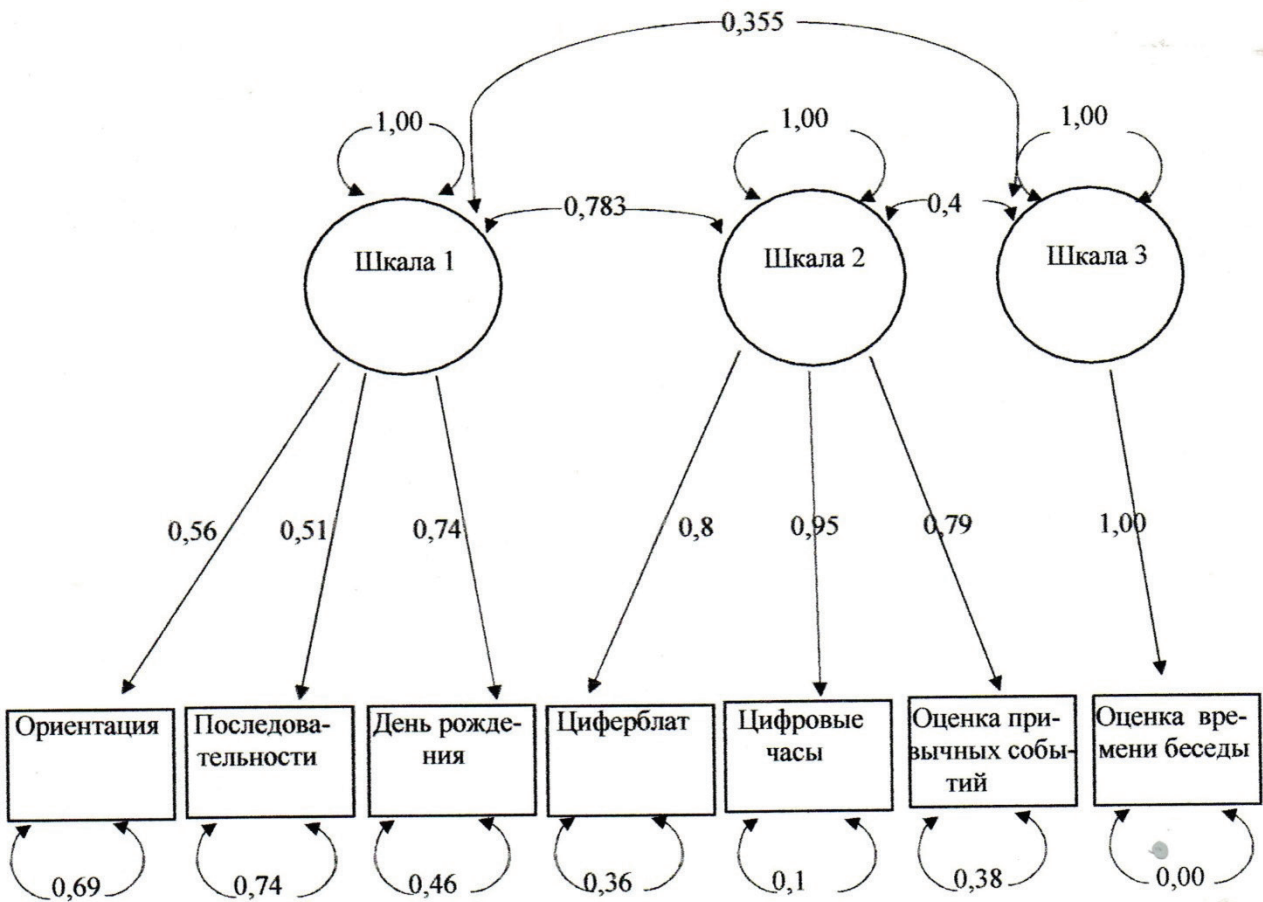 0,355
1,00
1,00
1,00
0,783
0,4
Шкала 1
Шкала 2
Шкала 3
0,56
0,51
0,74
0,8
0,95
0,79
1,00
Ориентация
Последова-
тельности
День рожде-
ния
Циферблат
Цифровые
часы
Оценка при-
вычных собы-
тий
Оценка вре-
мени беседы
0,69
0,74
0,46
0,36
0,1
0,38
0,00